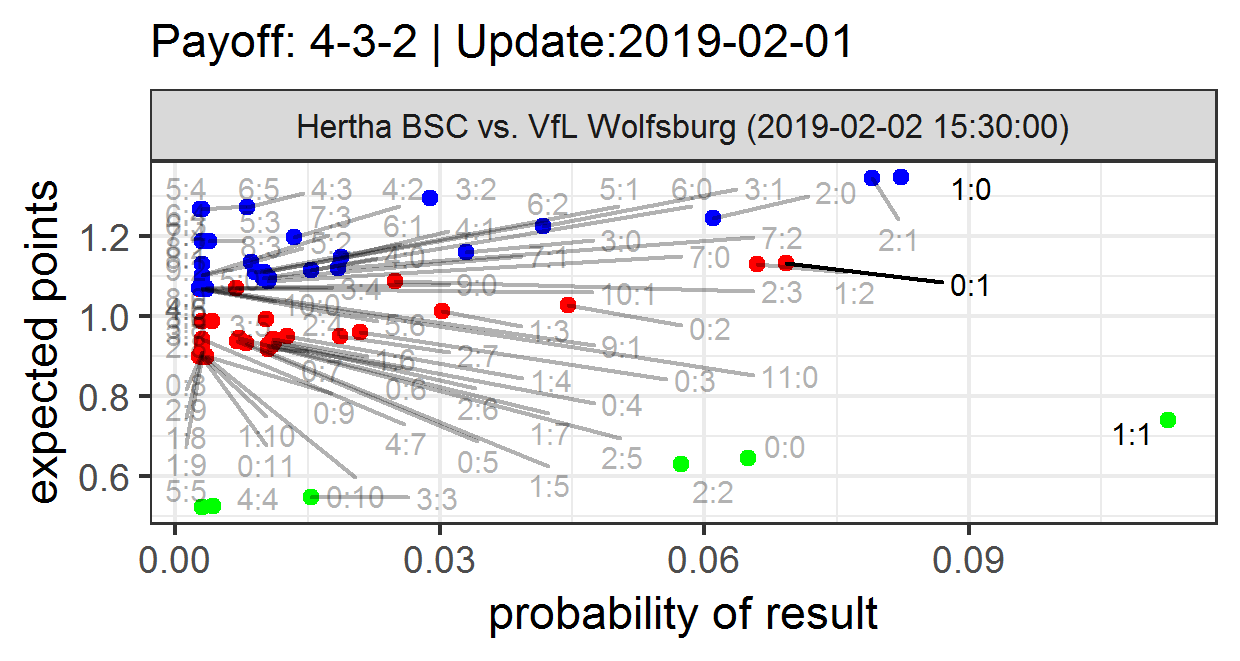 Payoff: 4-3-2 | Update:2019-02-01
Hertha BSC vs. VfL Wolfsburg (2019-02-02 15:30:00)
expected points
1.2
1.0
0.8
0.6
5:4 6:5 4:3 4:2 3:2 5:1 6:0 3:1 2:0 1:0
5:3 7:3 6:1 6:2 4:1 3:0 7:2 2:1
8:3 5:2 4:0 7:1 7:0
3:4 9:0 10:1 2:3 1:2 0:1
10:0 2:4 5:6 1:3 0:2
9:1
0:7 1:6 2:7 1:4 0:3 11:0
0:8 0:6
2:9 0:9 2:6 0:4
1:8 1:10 4:7 1:7 1:1
1:9 0:11 0:5 2:5 0:0
5:5 4:4 0:10 3:3 1:5 2:2
0.00 0.03 0.06 0.09
probability of result